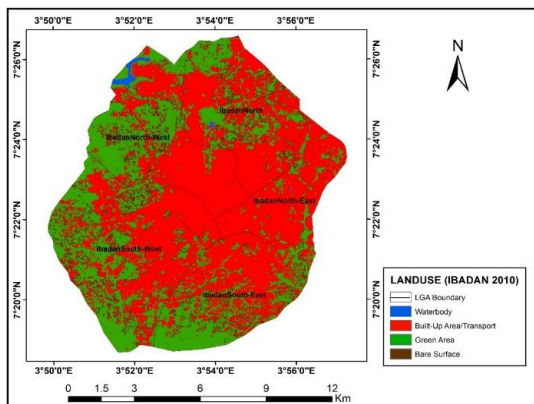 3°50'0"E 3°52'0"E 3°54'0"E 3°56'0"E
N
7°26'0"N 7°26'0"N
IbadanNorth
IbadanNorth-West
7°24'0"N 7°24'0"N
IbadanNorth-East
7°22'0"N 7°22'0"N
IbadanSouth-West
IbadanSouth-East
7°20'0"N 7°20'0"N
LANDUSE (IBADAN 2010)
LGA Boundary
Waterbody
Built-Up Area/Transport
Green Area
Bare Surface
3°50'0"E 3°52'0"E 3°54'0"E 3°56'0"E
0 1.5 3 6 9 12
Km